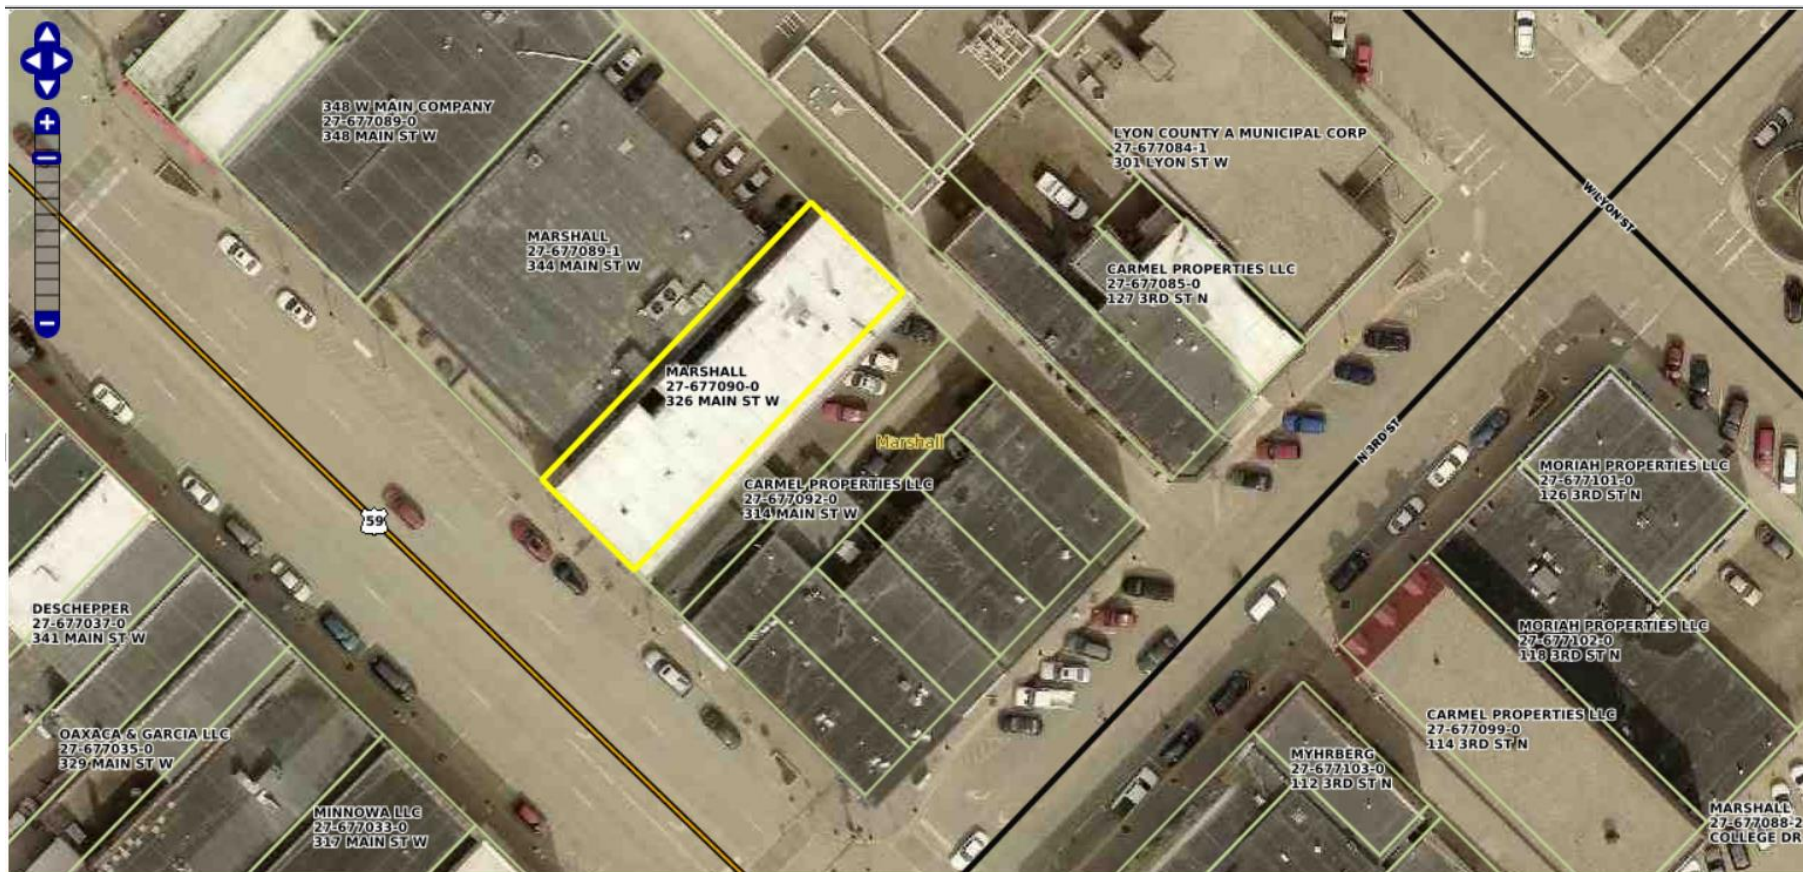 348 W MAIN COMPANY
27-677089-0
348 MAIN ST W
LYON COUNTY A MUNICIPAL CORP
27-677084-1
301 LYON ST W
W LYON ST
MARSHALL
27-677089-1
344 MAIN ST W
CARMEL PROPERTIES LLC
27-677085-0
127 3RD ST N
MARSHALL
27-677090-0
326 MAIN ST W
Marshall
N 3RD ST
MORIAH PROPERTIES LLC
27-677101-0
126 3RD ST N
CARMEL PROPERTIES LLC
27-677092-0
314 MAIN ST W
59
DESCHEPPER
27-677037-0
341 MAIN ST W
MORIAH PROPERTIES LLC
27-677102-0
118 3RD ST N
CARMEL PROPERTIES LLC
27-677099-0
114 3RD ST N
OAXACA & GARCIA LLC
27-677035-0
329 MAIN ST W
MYHRBERG
27-677103-0
112 3RD ST N
MINNOWA LLC
27-677033-0
317 MAIN ST W
MARSHALL
27-677088-2
COLLEGE DR